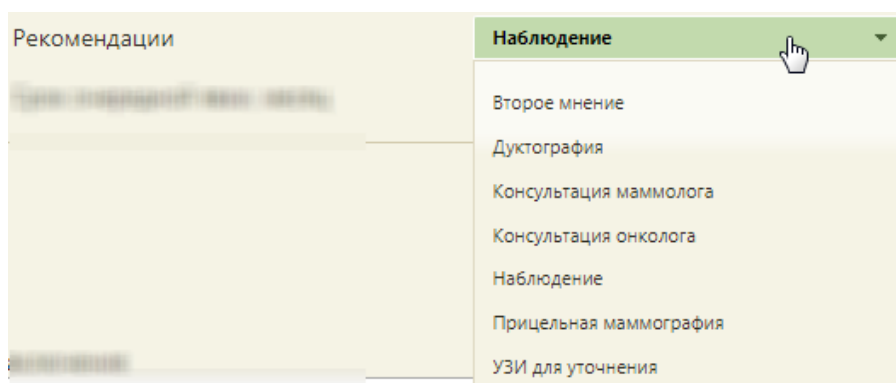 Рекомендации
Наблюдение
Второе мнение
Дуктография
Консультация маммолога
Консультация онколога
Наблюдение
Прицельная маммография
УЗИ для уточнения